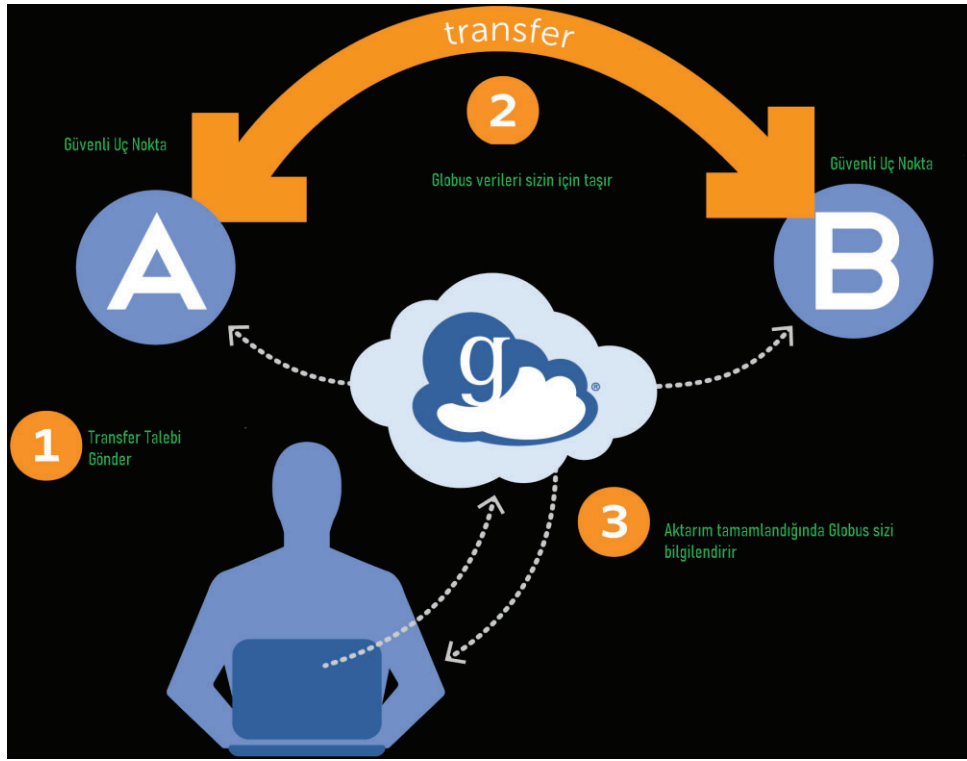 transfer
2
Güvenli Uç Nokta
Globus verileri sizin için taşır
Güvenli Uç Nokta
A
B
g
®
1
Transfer Talebi
Gönder
3
Aktarım tamamlandığında Globus sizi
bilgilendirir